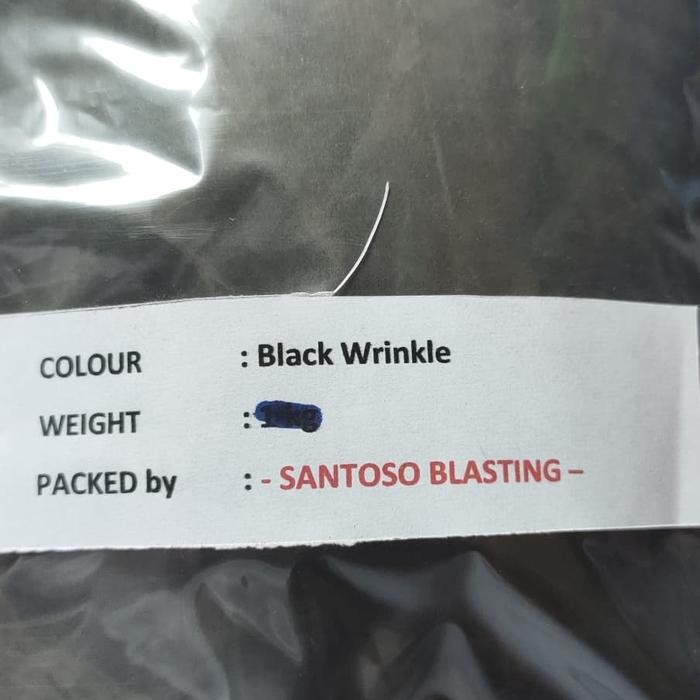 COLOUR : Black Wrinkle
WEIGHT :
PACKED by : - SANTOSO BLASTING –